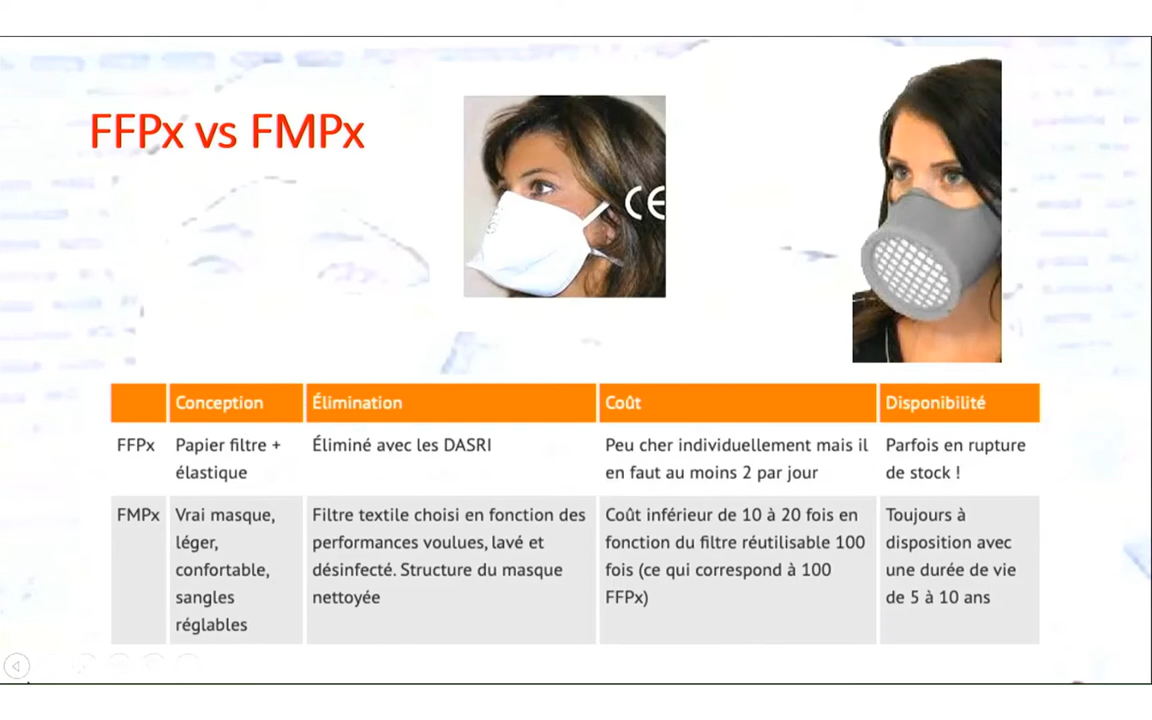 FFPx vs FMPx
CE
Conception
Élimination
Coût
Disponibilité
FFPx
Papier filtre +
élastique
Éliminé avec les DASRI
Peu cher individuellement mais il
en faut au moins 2 par jour
Parfois en rupture
de stock !
FMPx
Vrai masque,
léger,
confortable,
sangles
réglables
Filtre textile choisi en fonction des
performances voulues, lavé et
désinfecté. Structure du masque
nettoyée
Coût inférieur de 10 à 20 fois en
fonction du filtre réutilisable 100
fois (ce qui correspond à 100
FFPx)
Toujours à
disposition avec
une durée de vie
de 5 à 10 ans